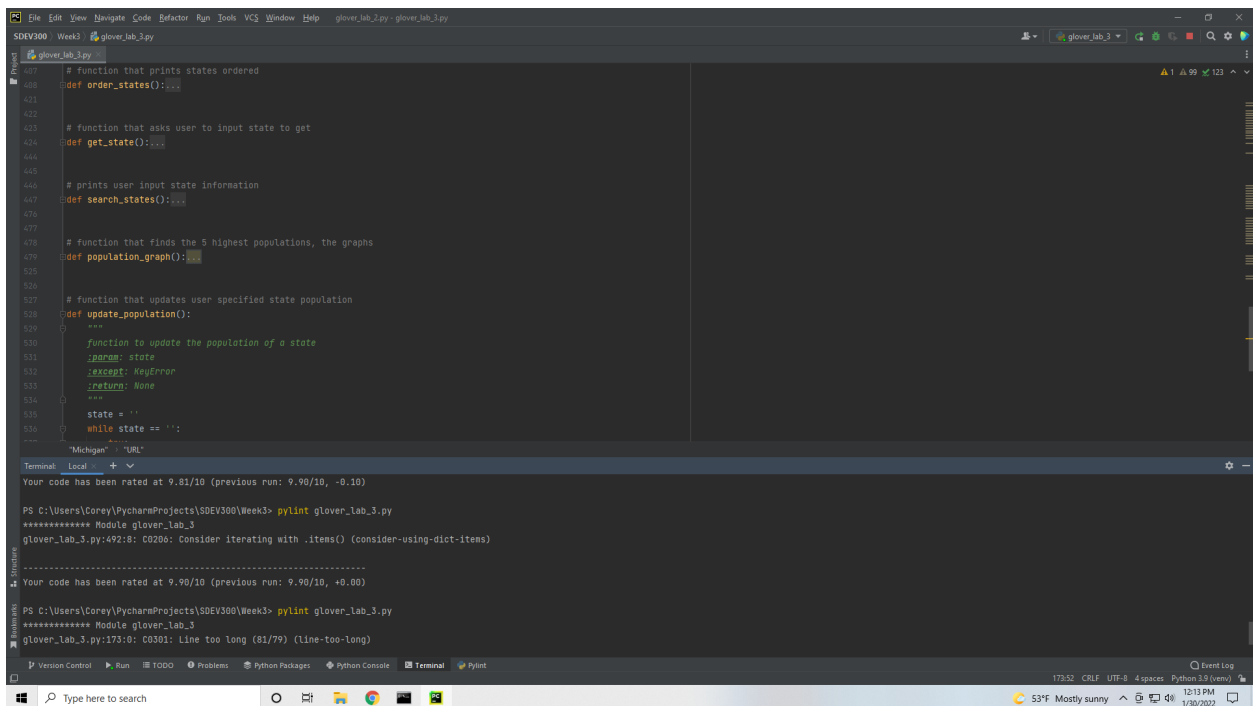 File Edit View Navigate Code Refactor Run Tools VCS Window Help glover_lab_2.py - glover_lab_3.py
SDEV300 Week3 glover_lab_3.py
glover_lab_3
Project
glover_lab_3.py
407 # function that prints states ordered
1 99 123
408 def order_states():...
421
422
423 # function that asks user to input state to get
424 def get_state():...
444
445
446 # prints user input state information
447 def search_states():...
476
477
478 # function that finds the 5 highest populations, the graphs
479 def population_graph():...
525
526
527 # function that updates user specified state population
528 def update_population():
529 """
530 function to update the population of a state
531 :param: state
532 :except: KeyError
533 :return: None
534 """
535 state = ''
536 while state == '':
"Michigan" "URL"
Terminal: Local
Your code has been rated at 9.81/10 (previous run: 9.90/10, -0.10)
PS C:\Users\Corey\PycharmProjects\SDEV300\Week3> pylint glover_lab_3.py
************* Module glover_lab_3
glover_lab_3.py:492:8: C0206: Consider iterating with .items() (consider-using-dict-items)
------------------------------------------------------------------
Your code has been rated at 9.90/10 (previous run: 9.90/10, +0.00)
PS C:\Users\Corey\PycharmProjects\SDEV300\Week3> pylint glover_lab_3.py
************* Module glover_lab_3
glover_lab_3.py:173:0: C0301: Line too long (81/79) (line-too-long)
Structure
Bookmarks
Version Control Run TODO Problems Python Packages Python Console Terminal Pylint Event Log
173:52 CRLF UTF-8 4 spaces Python 3.9 (venv)
Type here to search
53°F Mostly sunny
12:13 PM
1/30/2022